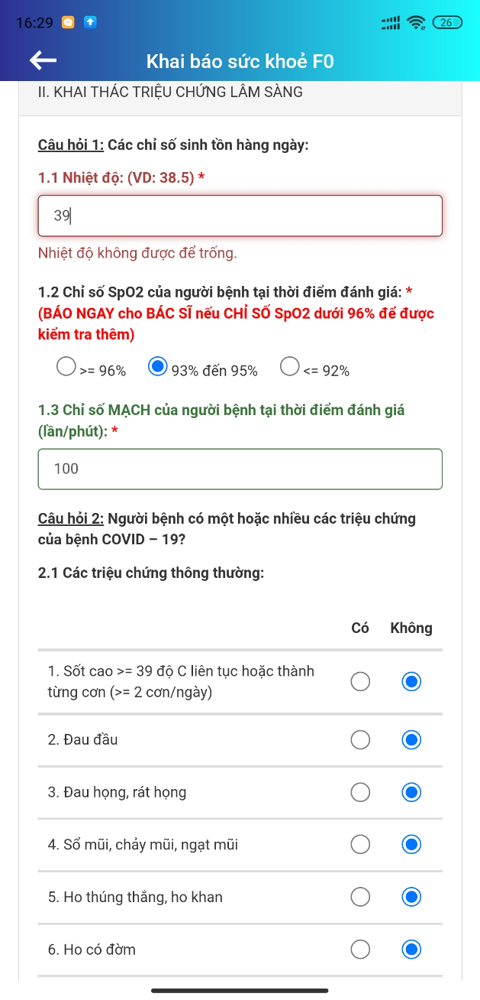 16:29
26
Khai báo sức khoẻ F0
II. KHAI THÁC TRIỆU CHỨNG LÂM SÀNG
Câu hỏi 1: Các chỉ số sinh tồn hàng ngày:
1.1 Nhiệt độ: (VD: 38.5) *
39
Nhiệt độ không được để trống.
1.2 Chỉ số SpO2 của người bệnh tại thời điểm đánh giá: *
(BÁO NGAY cho BÁC SĨ nếu CHỈ SỐ SpO2 dưới 96% để được
kiểm tra thêm)
>= 96% 93% đến 95% <= 92%
1.3 Chỉ số MẠCH của người bệnh tại thời điểm đánh giá
(lần/phút): *
100
Câu hỏi 2: Người bệnh có một hoặc nhiều các triệu chứng
của bệnh COVID – 19?
2.1 Các triệu chứng thông thường:
Có Không
1. Sốt cao >= 39 độ C liên tục hoặc thành
từng cơn (>= 2 cơn/ngày)
2. Đau đầu
3. Đau họng, rát họng
4. Sổ mũi, chảy mũi, ngạt mũi
5. Ho thúng thắng, ho khan
6. Ho có đờm